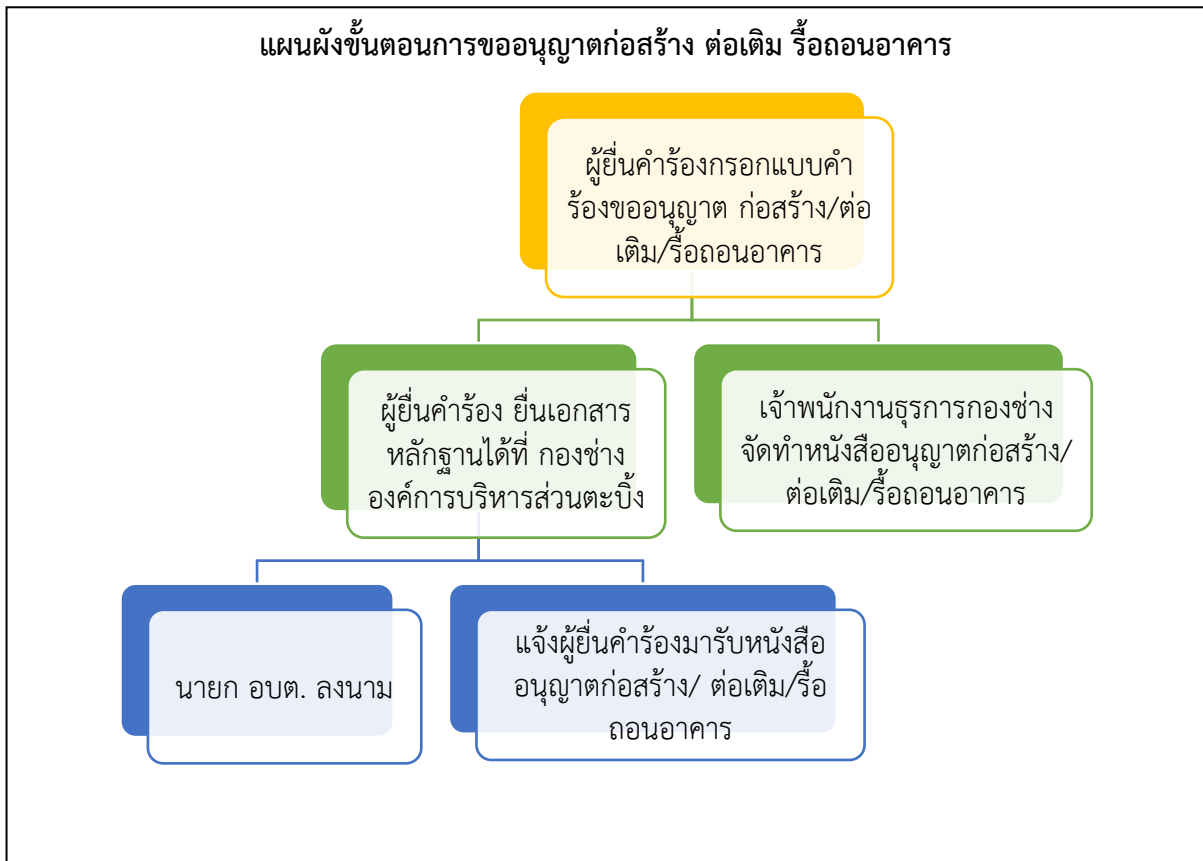 แผนผังขั้นตอนการขออนุญาตก่อสร้าง ต่อเติม รื้อถอนอาคาร
ผู้ยื่นคำร้องกรอกแบบคำ
ร้องขออนุญาต ก่อสร้าง/ต่อ
เติม/รื้อถอนอาคาร
ผู้ยื่นคำร้อง ยื่นเอกสาร
หลักฐานได้ที่ กองช่าง
องค์การบริหารส่วนตะบิ้ง
เจ้าพนักงานธุรการกองช่าง
จัดทำหนังสืออนุญาตก่อสร้าง/
ต่อเติม/รื้อถอนอาคาร
นายก อบต. ลงนาม
แจ้งผู้ยื่นคำร้องมารับหนังสือ
อนุญาตก่อสร้าง/ ต่อเติม/รื้อ
ถอนอาคาร